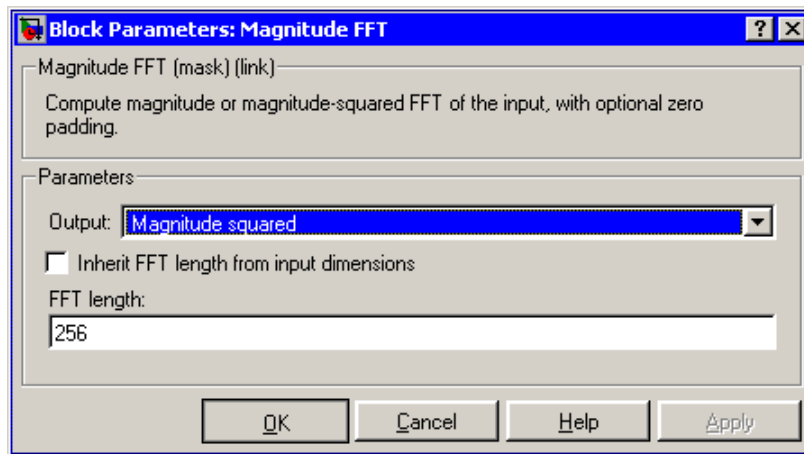 Block Parameters: Magnitude FFT
Magnitude FFT (mask) (link)
Compute magnitude or magnitude-squared FFT of the input, with optional zero
padding.
Parameters
Output: Magnitude squared
Inherit FFT length from input dimensions
FFT length:
256
OK Cancel Help Apply